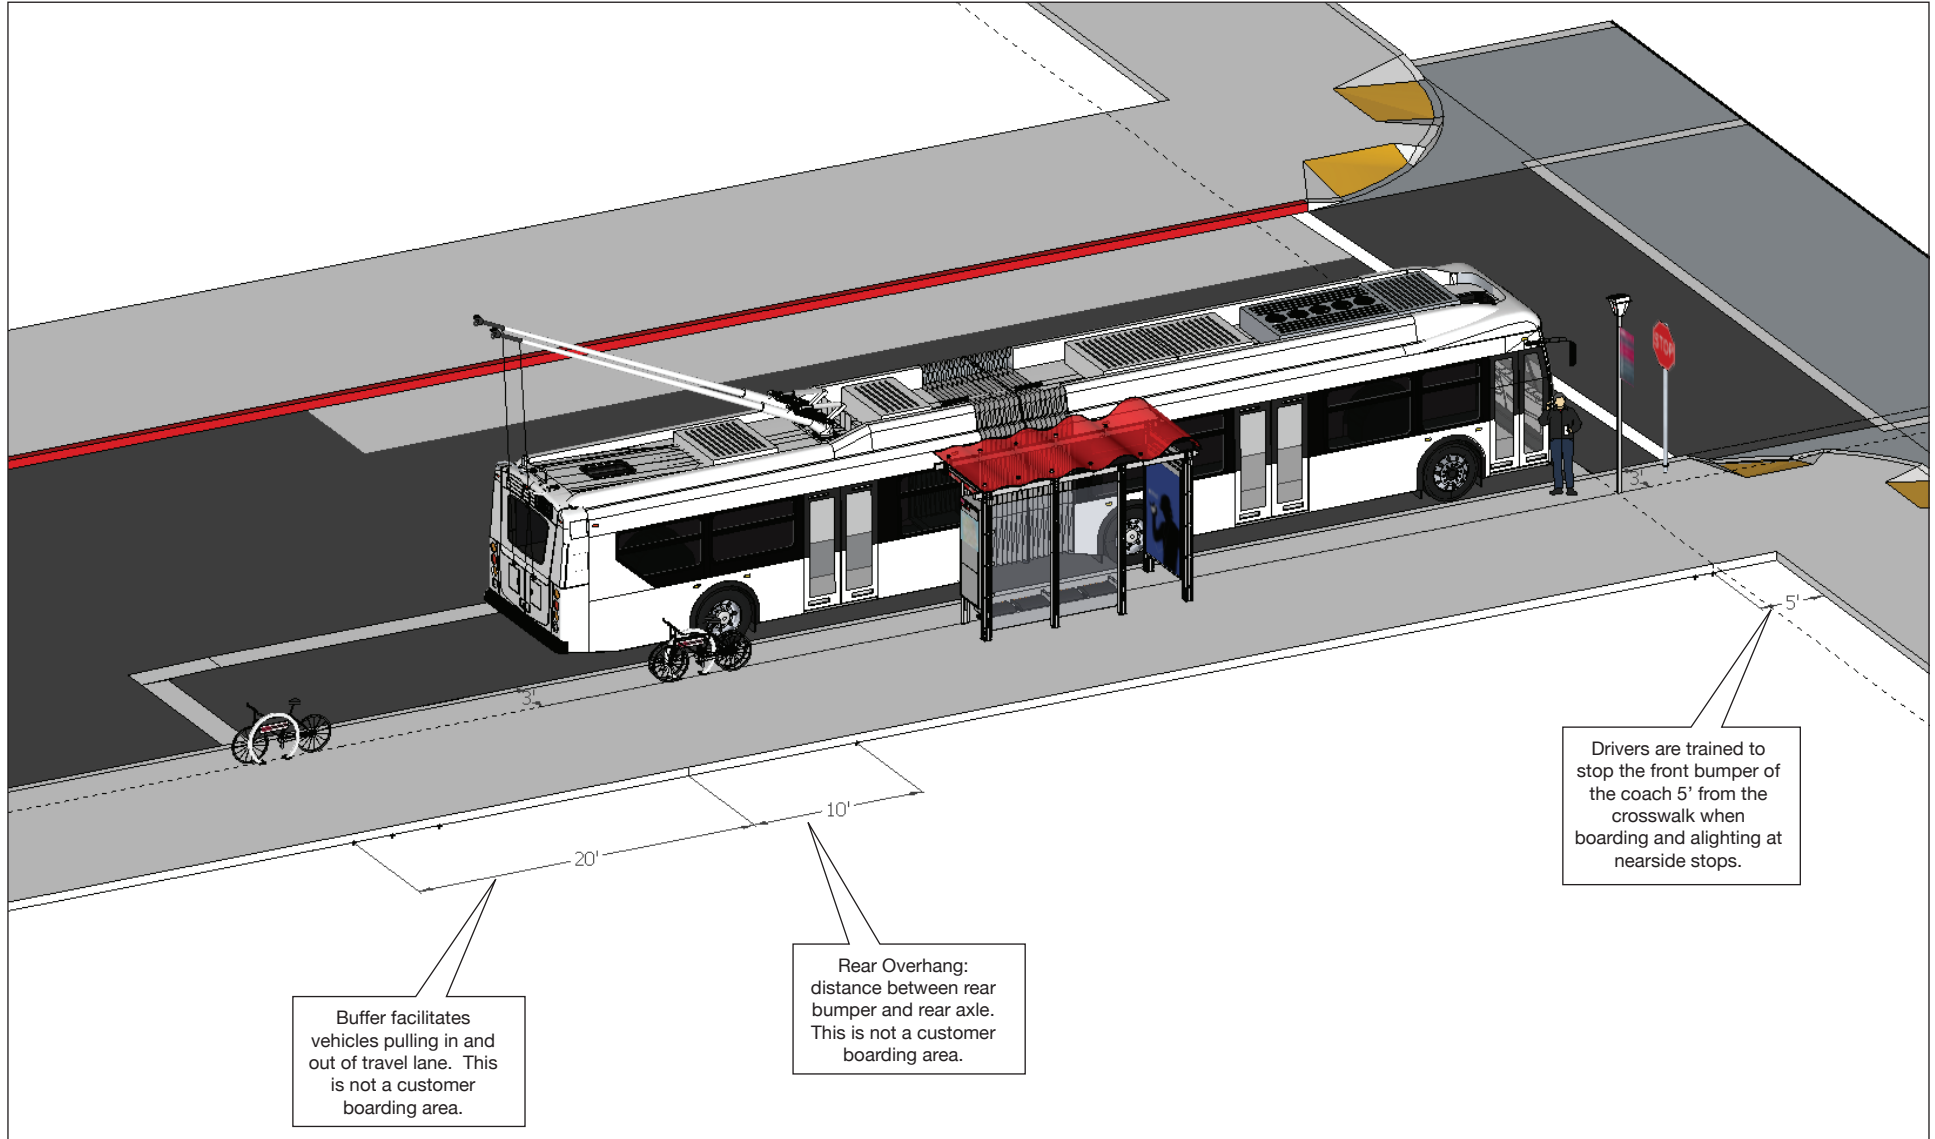 STOP
3'
5'
3'
10'
20'
Drivers are trained to
stop the front bumper of
the coach 5’ from the
crosswalk when
boarding and alighting at
nearside stops.
Rear Overhang:
distance between rear
bumper and rear axle.
This is not a customer
boarding area.
Buffer facilitates
vehicles pulling in and
out of travel lane.  This
is not a customer
boarding area.